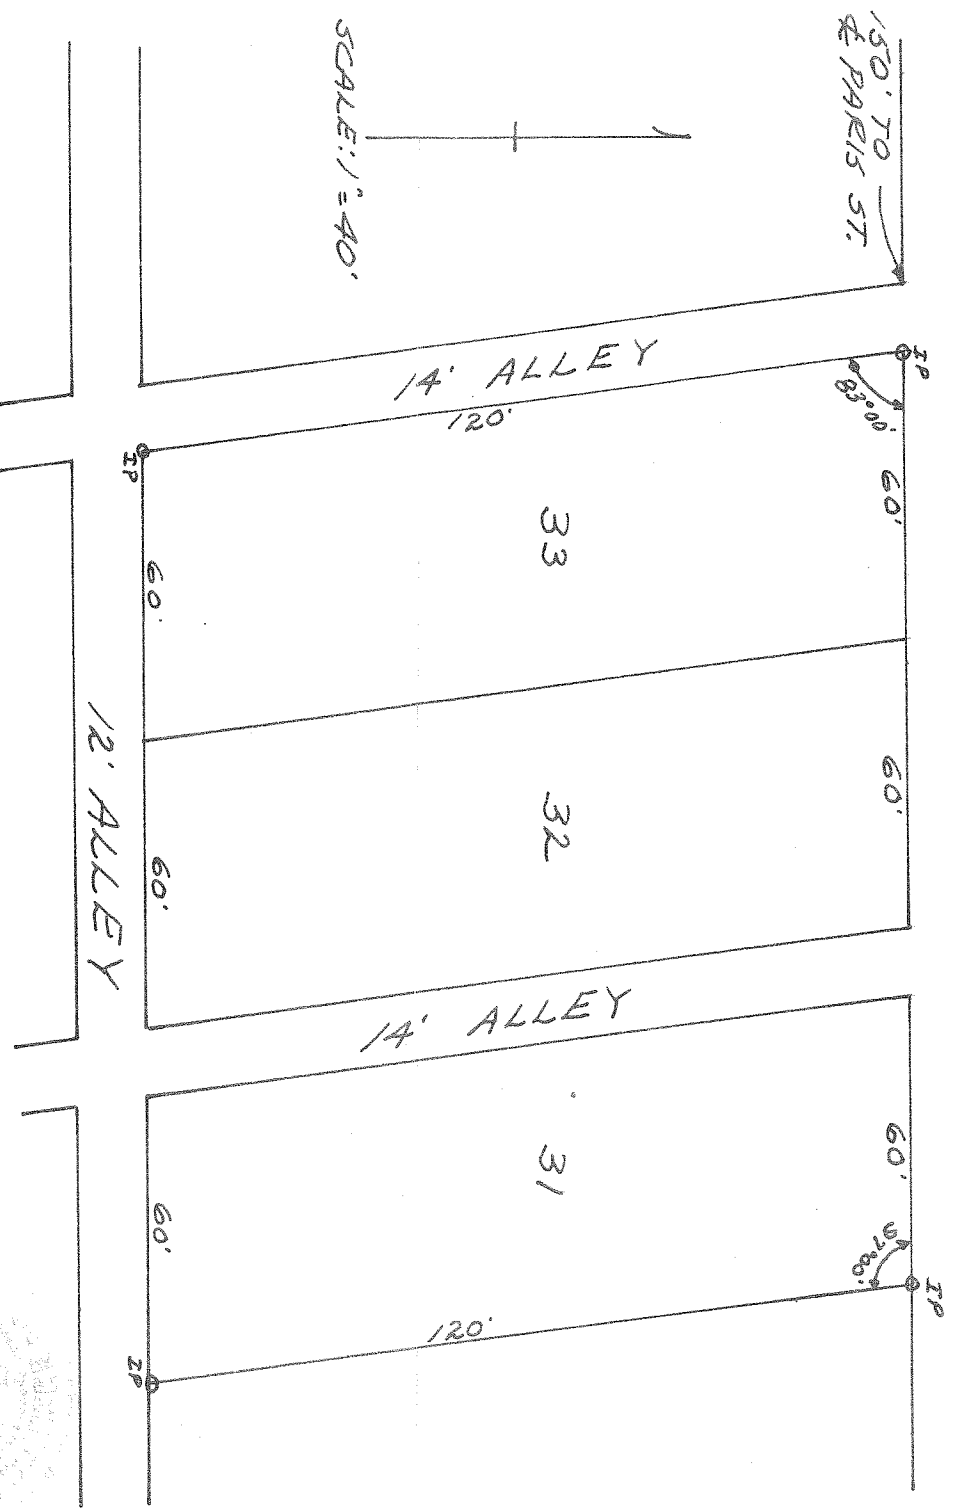 150' TO
℄ PARIS ST.
SCALE: 1"=40'
IP
83°00'
60'
60'
60'
97°00'
IP
14' ALLEY
120'
33
32
14' ALLEY
31
120'
IP
60'
60'
60'
IP
12' ALLEY